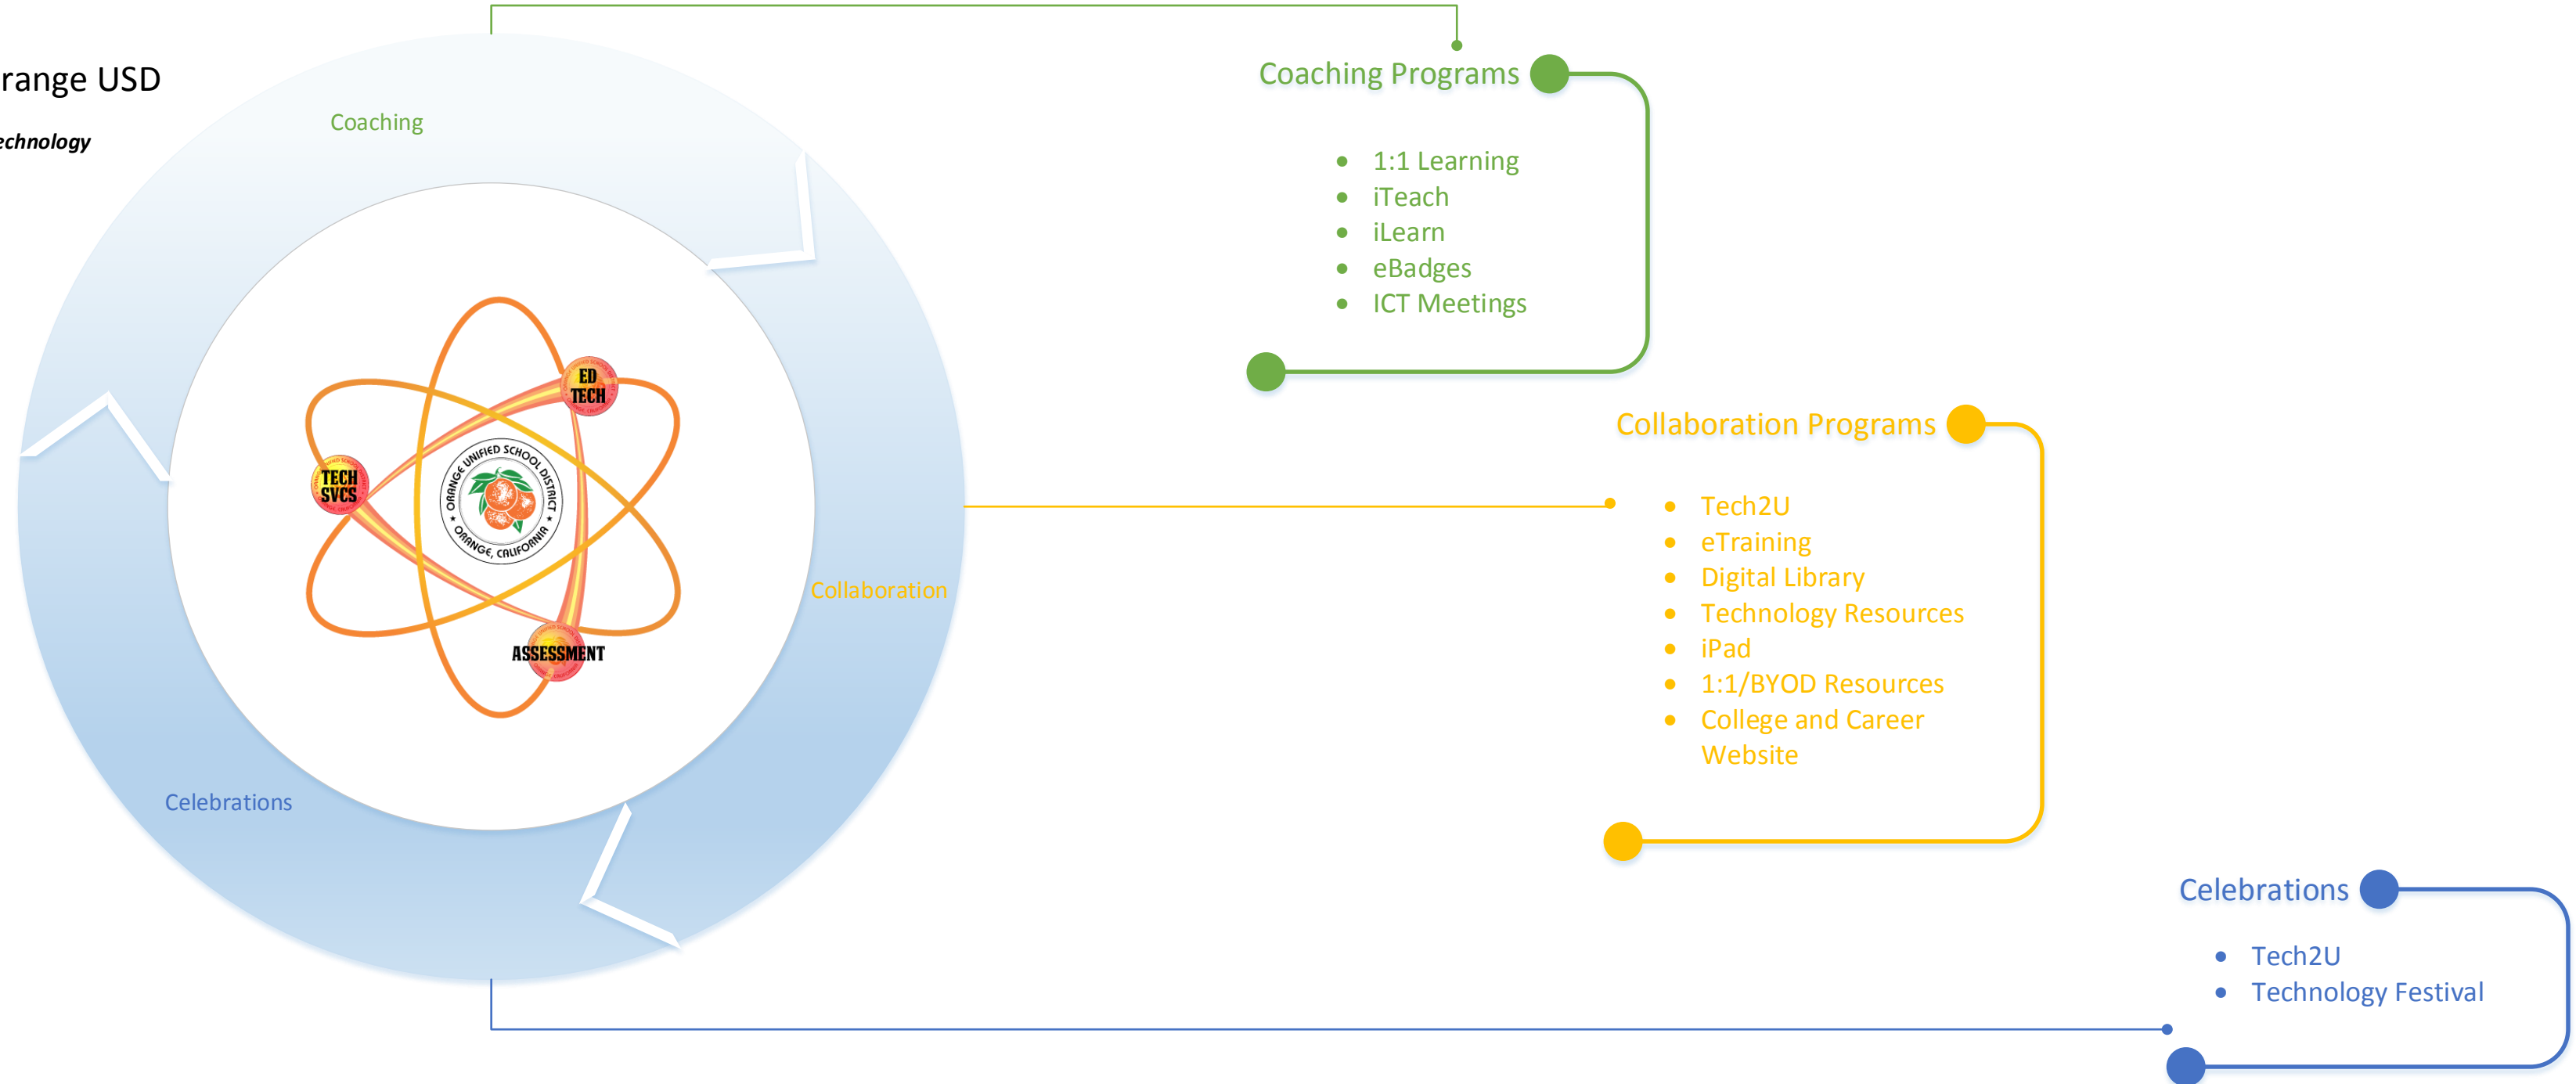 range USD
echnology
Coaching
Collaboration
Celebrations
ED
TECH
TECH
SVCS
ASSESSMENT
ORANGE UNIFIED SCHOOL DISTRICT
ORANGE, CALIFORNIA
Coaching Programs
• 1:1 Learning
• iTeach
• iLearn
• eBadges
• ICT Meetings
Collaboration Programs
• Tech2U
• eTraining
• Digital Library
• Technology Resources
• iPad
• 1:1/BYOD Resources
• College and Career
Website
Celebrations
• Tech2U
• Technology Festival